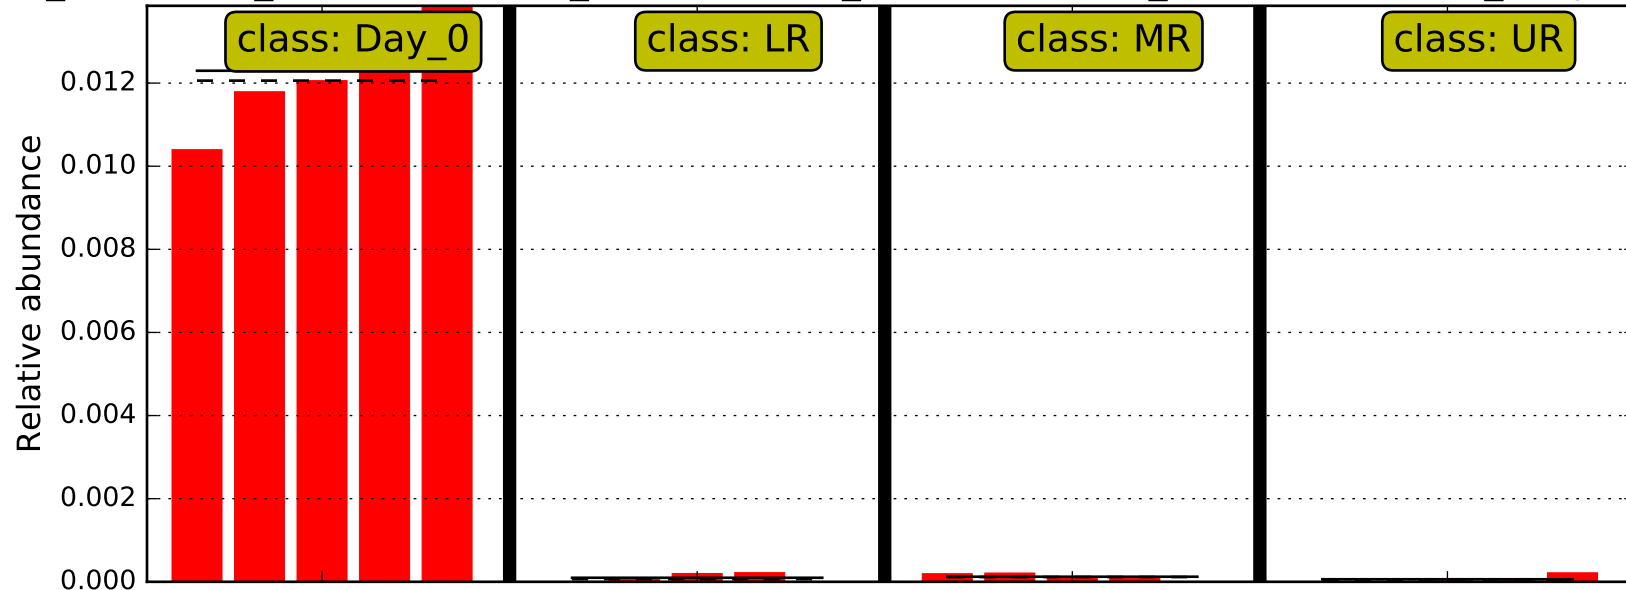 class: Day_0
class: LR
class: MR
class: UR
Relative abundance
0.012
0.010
0.008
0.006
0.004
0.002
0.000